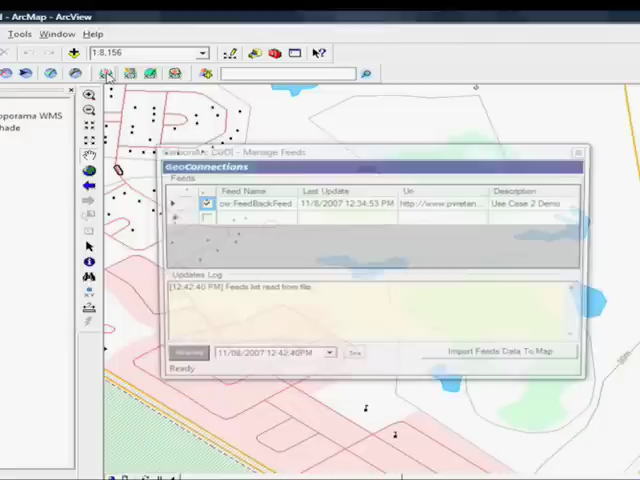 - ArcMap - ArcView
Tools Window Help
1:8,156
oporama WMS
hade
CGDI - Manage Feeds
GeoConnections
Feeds
Feed Name Last Update Url Description
ow:FeedBackFeed 11/8/2007 12:34:53 PM http://www.pvretan... Use Case 2 Demo
Updates Log
[12:42:40 PM] Feeds list read from file
11/08/2007 12:42:40PM Import Feeds Data To Map
Ready